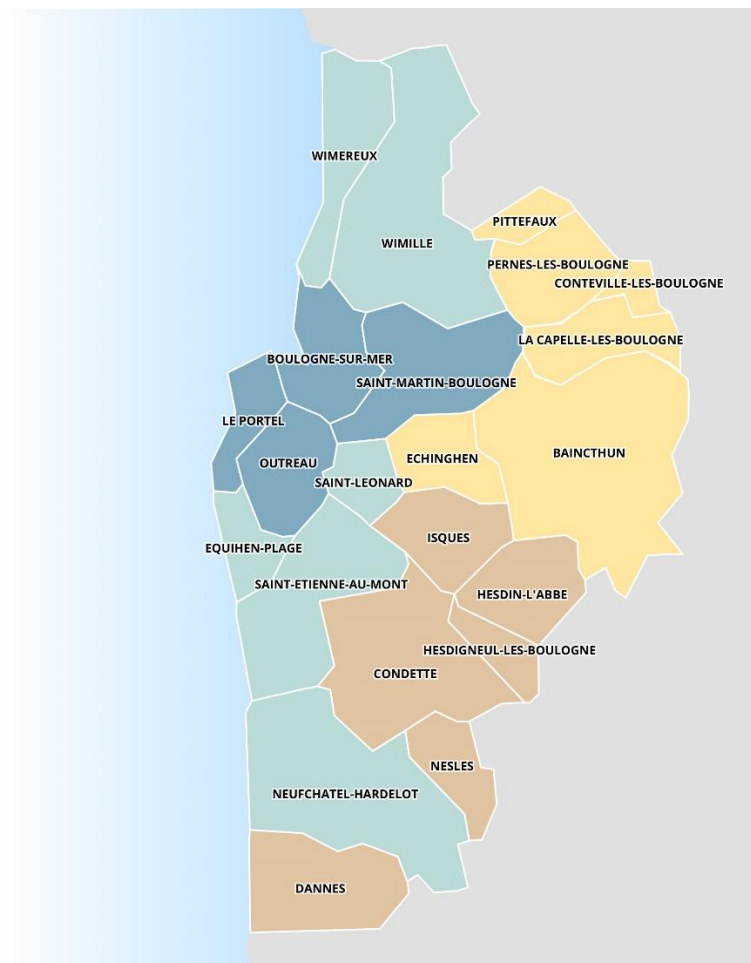 WIMEREUX
PITTEFAUX
WIMILLE
PERNES-LES-BOULOGNE
CONTEVILLE-LES-BOULOGNE
LA CAPELLE-LES-BOULOGNE
BOULOGNE-SUR-MER
SAINT-MARTIN-BOULOGNE
LE PORTEL
BAINCTHUN
ECHINGHEN
OUTREAU
SAINT-LEONARD
ISQUES
EQUIHEN-PLAGE
SAINT-ETIENNE-AU-MONT
HESDIN-L'ABBE
HESDIGNEUL-LES-BOULOGNE
CONDETTE
NESLES
NEUFCHATEL-HARDELOT
DANNES